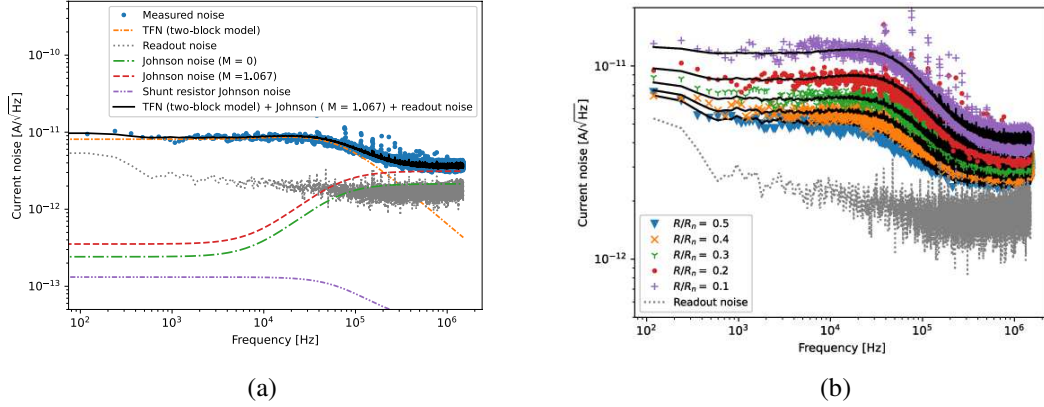 Measured noise
TFN (two-block model)
Readout noise
Johnson noise (M = 0)
Johnson noise (M =1.067)
Shunt resistor Johnson noise
TFN (two-block model) + Johnson ( M = 1.067) + readout noise
Current noise [A/√Hz]
10⁻¹⁰
10⁻¹¹
10⁻¹²
10⁻¹³
10²
10³
10⁴
10⁵
10⁶
Frequency [Hz]
(a)
Current noise [A/√Hz]
10⁻¹¹
10⁻¹²
R/Rₙ = 0.5
R/Rₙ = 0.4
R/Rₙ = 0.3
R/Rₙ = 0.2
R/Rₙ = 0.1
Readout noise
10²
10³
10⁴
10⁵
10⁶
Frequency [Hz]
(b)